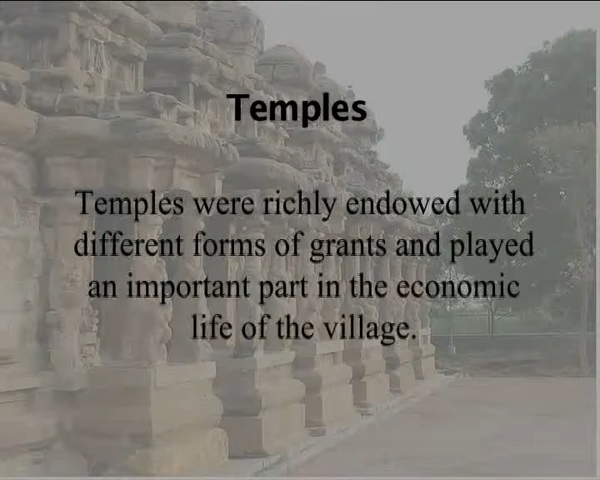 Temples
Temples were richly endowed with
different forms of grants and played
an important part in the economic
life of the village.